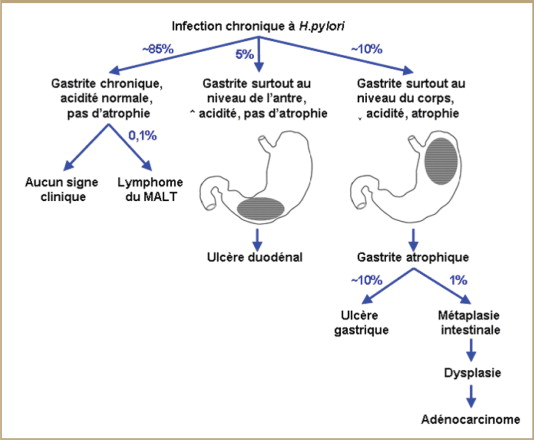 Infection chronique à H.pylori
~85%
5%
~10%
Gastrite chronique,
acidité normale,
pas d'atrophie
Gastrite surtout au
niveau de l'antre,
ˆ acidité, pas d'atrophie
Gastrite surtout au
niveau du corps,
ˬ acidité, atrophie
0,1%
Aucun signe
clinique
Lymphome
du MALT
Ulcère duodénal
Gastrite atrophique
~10%
1%
Ulcère
gastrique
Métaplasie
intestinale
Dysplasie
Adénocarcinome